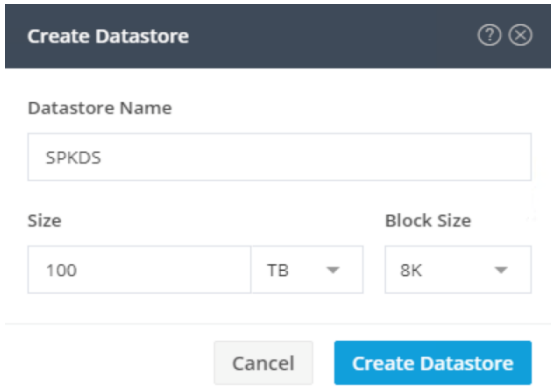 Create Datastore
Datastore Name
SPKDS
Size Block Size
100 TB 8K
Cancel Create Datastore